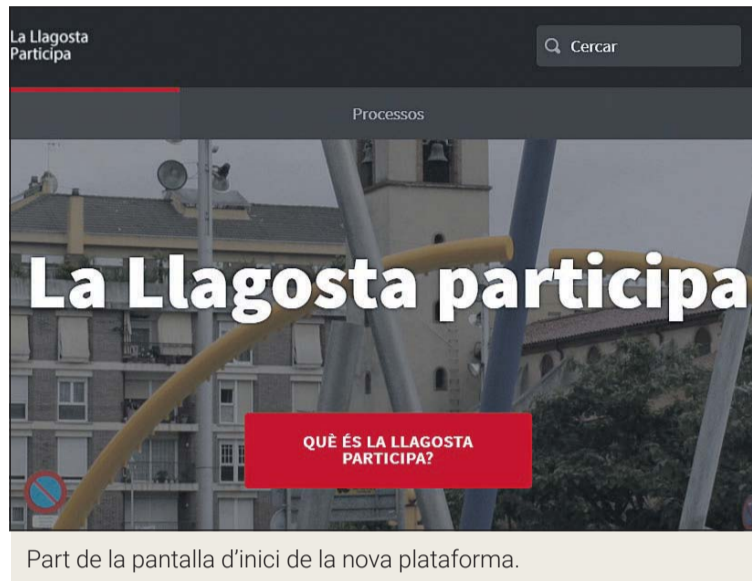 La Llagosta
Participa
Cercar
Processos
La Llagosta participa
QUÈ ÉS LA LLAGOSTA
PARTICIPA?
Part de la pantalla d’inici de la nova plataforma.